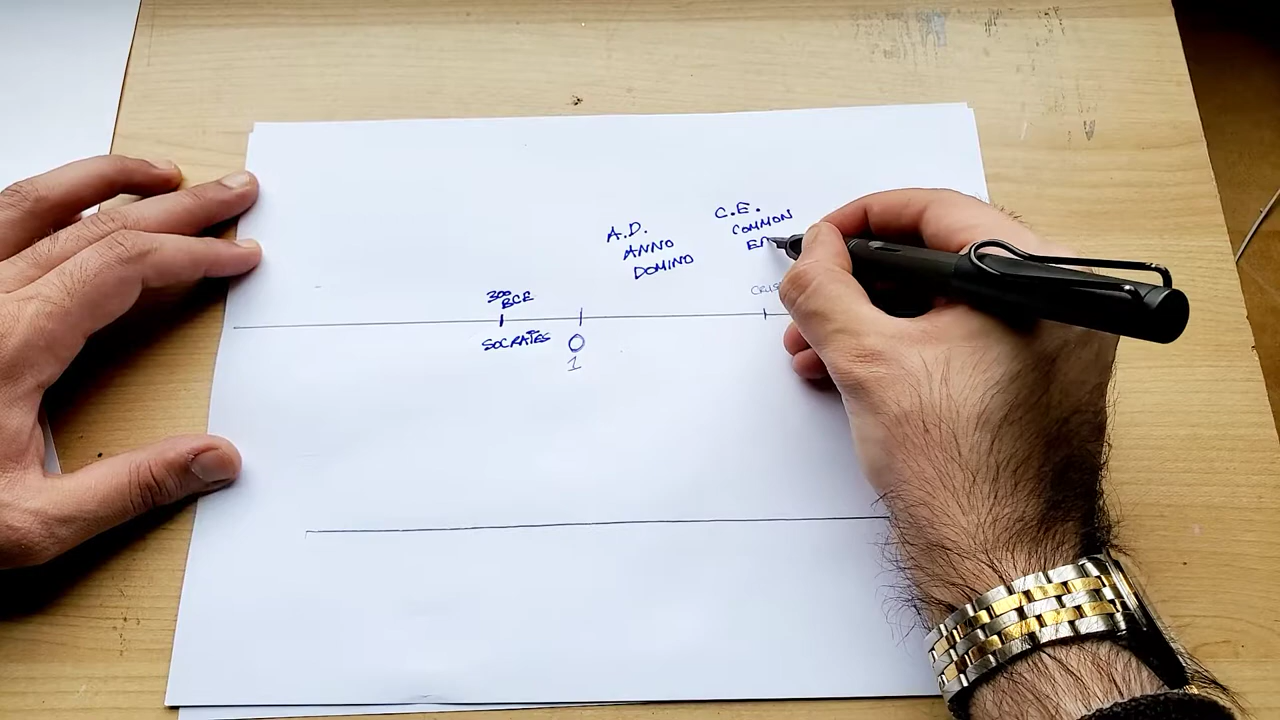 A.D.
ANNO
DOMINO
C.E.
COMMON
300
BCE
SOCRATES
0
1